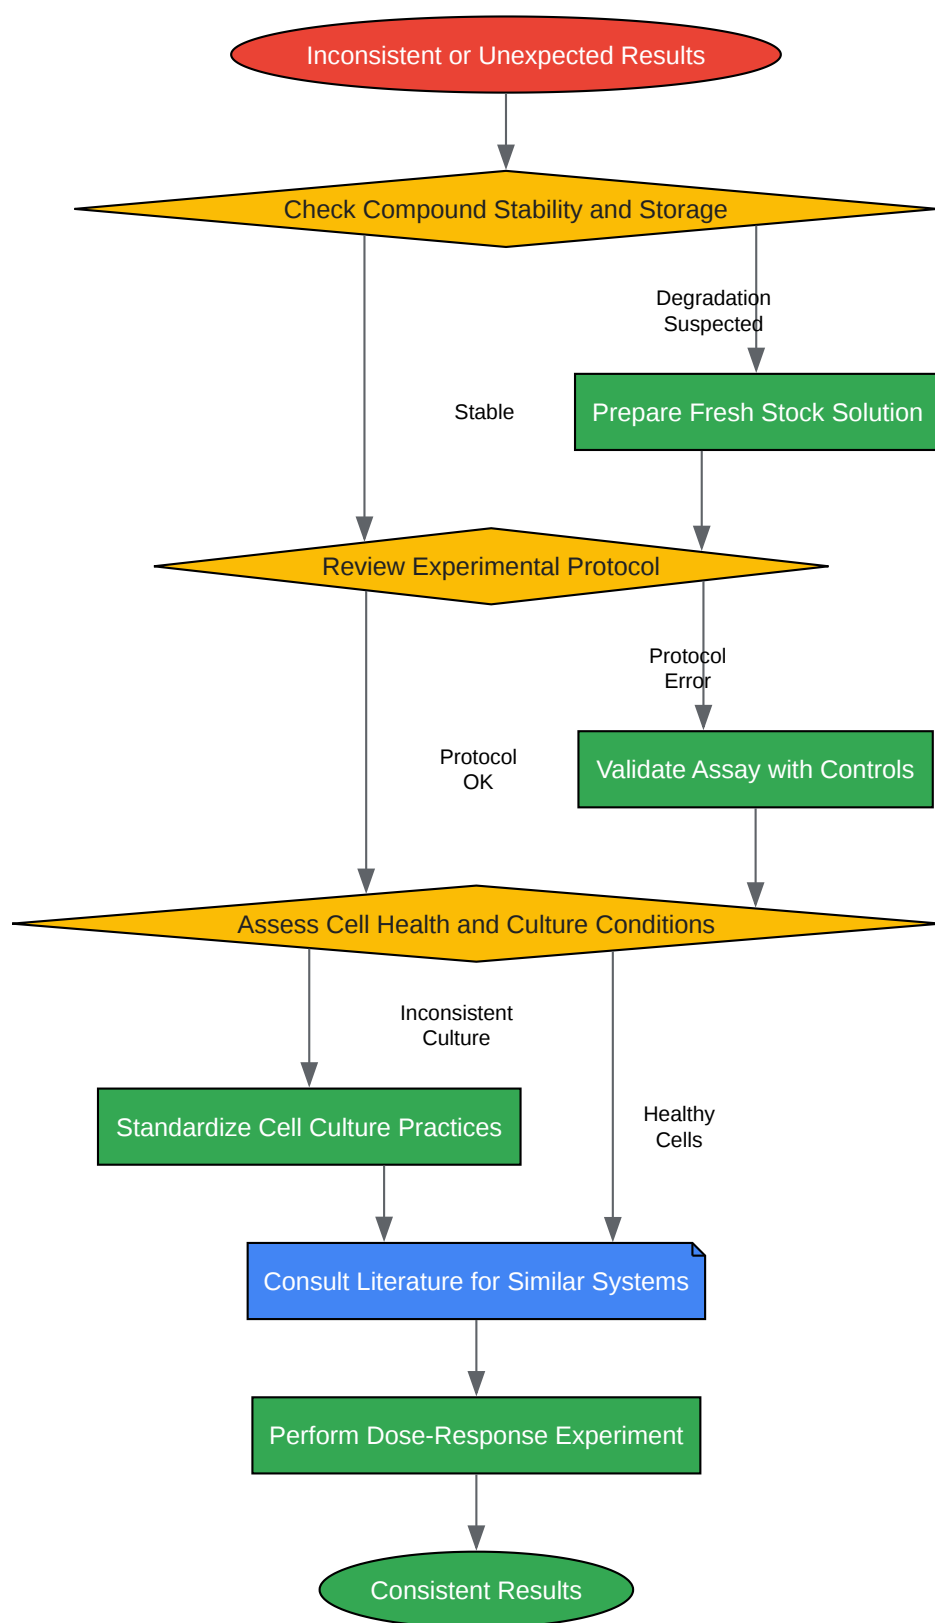 Inconsistent or Unexpected Results
Check Compound Stability and Storage
Degradation
Suspected
Stable
Prepare Fresh Stock Solution
Review Experimental Protocol
Protocol
Error
Protocol
OK
Validate Assay with Controls
Assess Cell Health and Culture Conditions
Inconsistent
Culture
Standardize Cell Culture Practices
Healthy
Cells
Consult Literature for Similar Systems
Perform Dose-Response Experiment
Consistent Results